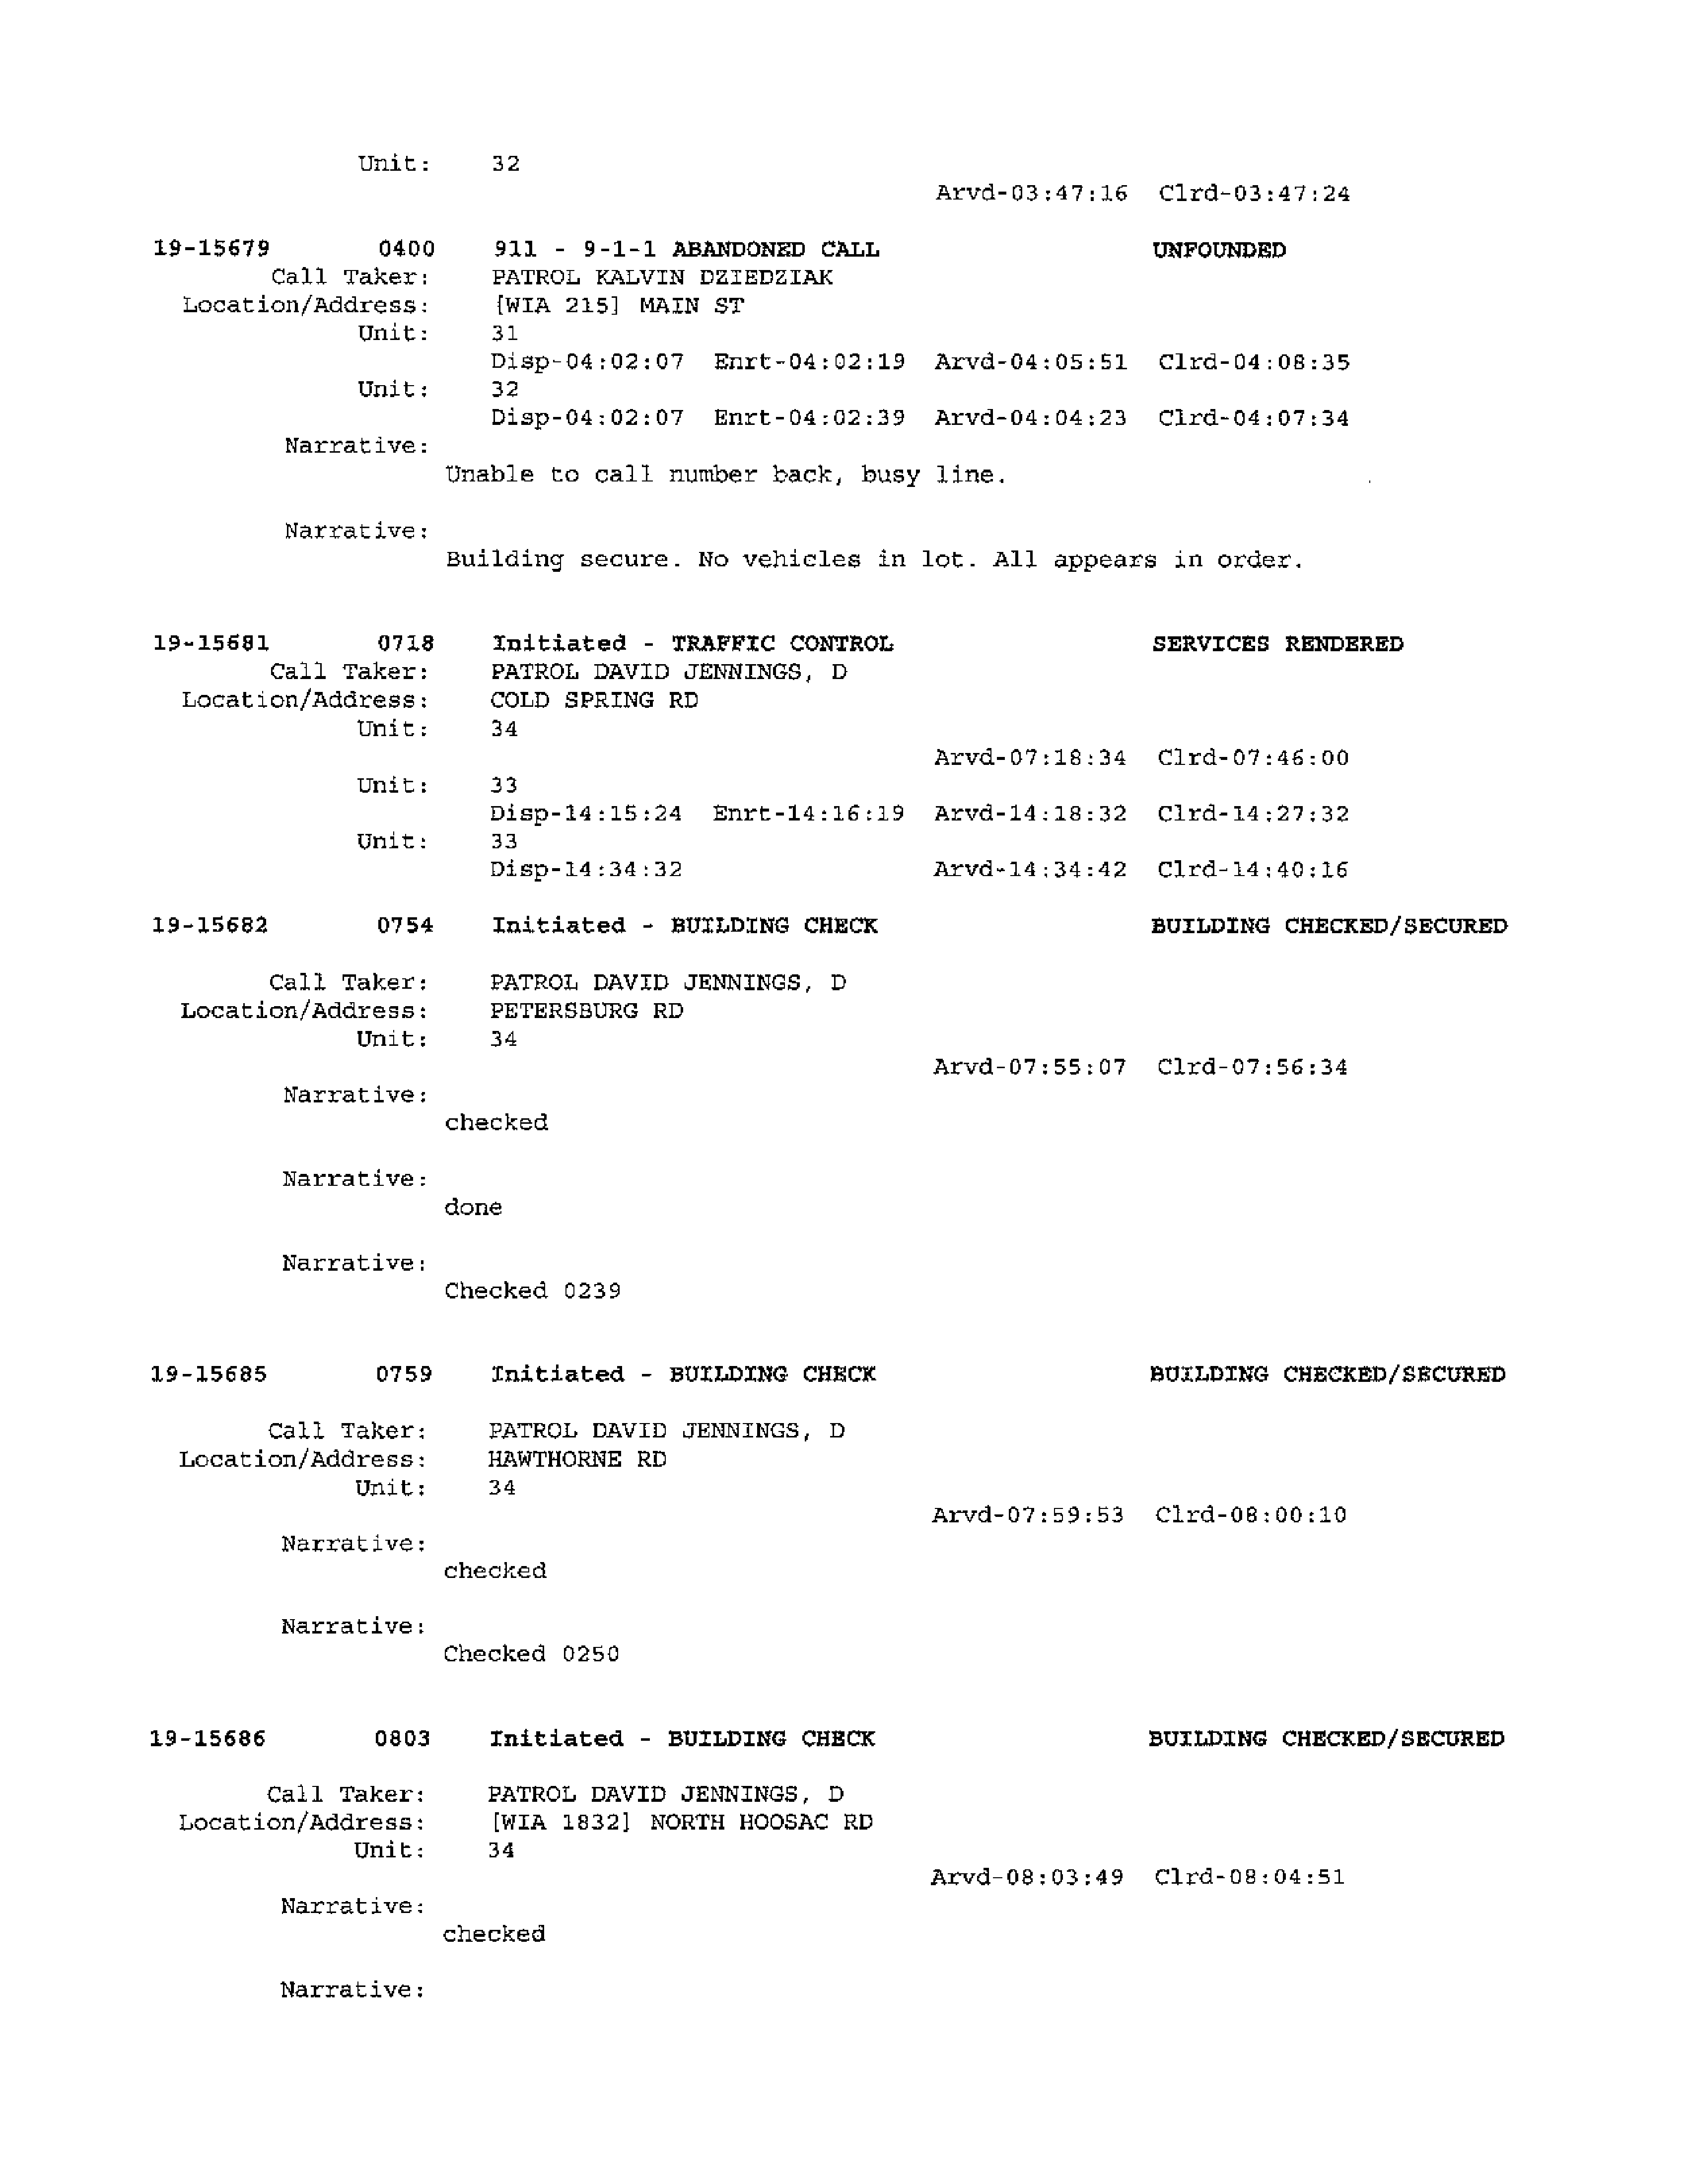 Unit: 32
Arvd-03:47:16 Clrd-03:47:24
19-15679 0400 911 - 9-1-1 ABANDONED CALL UNFOUNDED
Call Taker: PATROL KALVIN DZIEDZIAK
Location/Address: [WIA 215] MAIN ST
Unit: 31
Disp-04:02:07 Enrt-04:02:19 Arvd-04:05:51 Clrd-04:08:35
Unit: 32
Disp-04:02:07 Enrt-04:02:39 Arvd-04:04:23 Clrd-04:07:34
Narrative:
Unable to call number back, busy line.
Narrative:
Building secure. No vehicles in lot. All appears in order.
19-15681 0718 Initiated - TRAFFIC CONTROL SERVICES RENDERED
Call Taker: PATROL DAVID JENNINGS, D
Location/Address: COLD SPRING RD
Unit: 34
Arvd-07:18:34 Clrd-07:46:00
Unit: 33
Disp-14:15:24 Enrt-14:16:19 Arvd-14:18:32 Clrd-14:27:32
Unit: 33
Disp-14:34:32 Arvd-14:34:42 Clrd-14:40:16
19-15682 0754 Initiated - BUILDING CHECK BUILDING CHECKED/SECURED
Call Taker: PATROL DAVID JENNINGS, D
Location/Address: PETERSBURG RD
Unit: 34
Arvd-07:55:07 Clrd-07:56:34
Narrative:
checked
Narrative:
done
Narrative:
Checked 0239
19-15685 0759 Initiated - BUILDING CHECK BUILDING CHECKED/SECURED
Call Taker: PATROL DAVID JENNINGS, D
Location/Address: HAWTHORNE RD
Unit: 34
Arvd-07:59:53 Clrd-08:00:10
Narrative:
checked
Narrative:
Checked 0250
19-15686 0803 Initiated - BUILDING CHECK BUILDING CHECKED/SECURED
Call Taker: PATROL DAVID JENNINGS, D
Location/Address: [WIA 1832] NORTH HOOSAC RD
Unit: 34
Arvd-08:03:49 Clrd-08:04:51
Narrative:
checked
Narrative: